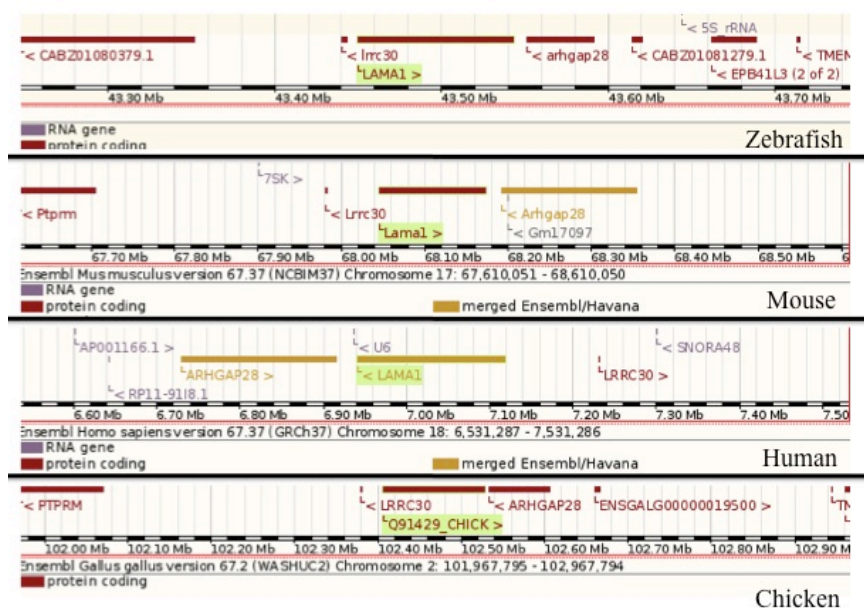 < 5S_rRNA
< CABZ01080379.1 < lrrc30 < arhgap28 < CABZ01081279.1 < TMEM
LAMA1 > < EPB41L3 (2 of 2)
43.30 Mb 43.40 Mb 43.50 Mb 43.60 Mb 43.70 Mb
RNA gene
protein coding
Zebrafish
7SK >
< Ptprm < Lrrc30 < Arhgap28
Lama1 > < Gm17097
67.70 Mb 67.80 Mb 67.90 Mb 68.00 Mb 68.10 Mb 68.20 Mb 68.30 Mb 68.40 Mb 68.50 Mb 6
Ensembl Mus musculus version 67.37 (NCBIM37) Chromosome 17: 67,610,051 - 68,610,050
RNA gene
protein coding merged Ensembl/Havana
Mouse
AP001166.1 > < U6 < SNORA48
ARHGAP28 > < LAMA1 LRRC30 >
< RP11-91I8.1
6.60 Mb 6.70 Mb 6.80 Mb 6.90 Mb 7.00 Mb 7.10 Mb 7.20 Mb 7.30 Mb 7.40 Mb 7.50
Ensembl Homo sapiens version 67.37 (GRCh37) Chromosome 18: 6,531,287 - 7,531,286
RNA gene
protein coding merged Ensembl/Havana
Human
< PTPRM < LRRC30 < ARHGAP28 ENSGALG00000019500 >
Q91429_CHICK >
102.00 Mb 102.10 Mb 102.20 Mb 102.30 Mb 102.40 Mb 102.50 Mb 102.60 Mb 102.70 Mb 102.80 Mb 102.90 M
Ensembl Gallus gallus version 67.2 (WASHUC2) Chromosome 2: 101,967,795 - 102,967,794
protein coding
Chicken